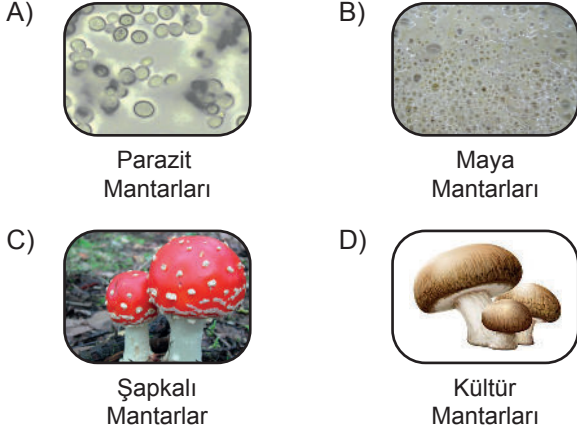 A)
Parazit
Mantarları
B)
Maya
Mantarları
C)
Şapkalı
Mantarlar
D)
Kültür
Mantarları